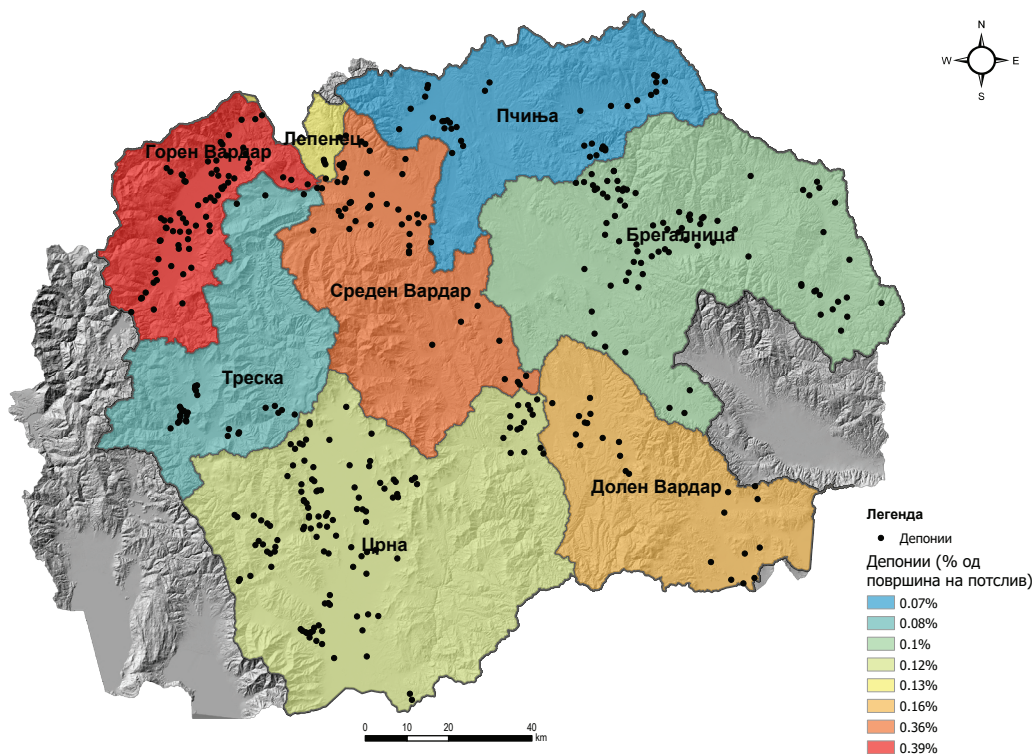 N
W E
S
Пчиња
Лепенец
Горен Вардар
Брегалница
Среден Вардар
Треска
Долен Вардар
Црна
Легенда
Депонии
Депонии (% од
површина на потслив)
0.07%
0.08%
0.1%
0.12%
0.13%
0.16%
0.36%
0.39%
0 10 20 40
km